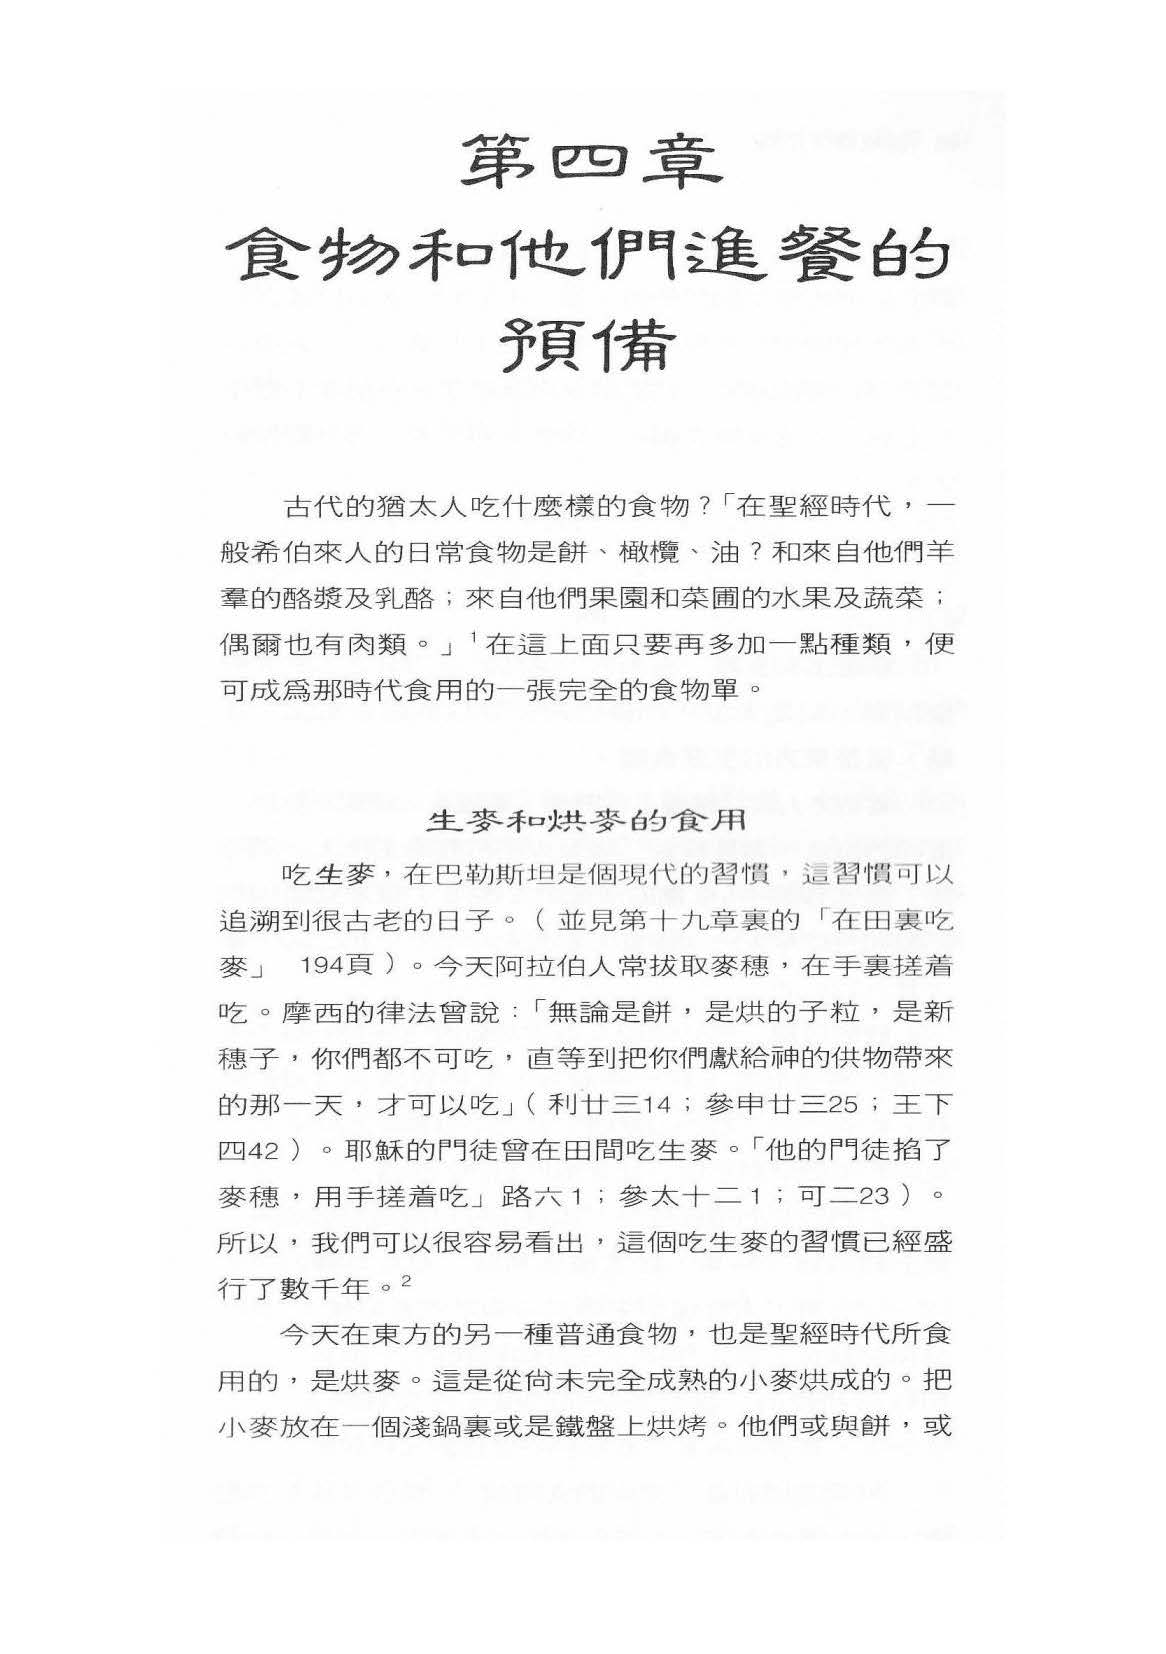 第四章
食物和他們進餐的
預備
古代的猶太人吃什麼樣的食物？「在聖經時代，一
般希伯來人的日常食物是餅、橄欖、油？和來自他們羊
羣的酪漿及乳酪；來自他們果園和菜圃的水果及蔬菜；
偶爾也有肉類。」1在這上面只要再多加一點種類，便
可成爲那時代食用的一張完全的食物單。
生麥和烘麥的食用
吃生麥，在巴勒斯坦是個現代的習慣，這習慣可以
追溯到很古老的日子。（並見第十九章裏的「在田裏吃
麥」 194頁）。今天阿拉伯人常拔取麥穗，在手裏搓着
吃。摩西的律法曾說：「無論是餅，是烘的子粒，是新
穗子，你們都不可吃，直等到把你們獻給神的供物帶來
的那一天，才可以吃」（利廿三14；參申廿三25；王下
四42）。耶穌的門徒曾在田間吃生麥。「他的門徒掐了
麥穗，用手搓着吃」路六1；參太十二1；可二23）。
所以，我們可以很容易看出，這個吃生麥的習慣已經盛
行了數千年。2
今天在東方的另一種普通食物，也是聖經時代所食
用的，是烘麥。這是從尚未完全成熟的小麥烘成的。把
小麥放在一個淺鍋裏或是鐵盤上烘烤。他們或與餅，或